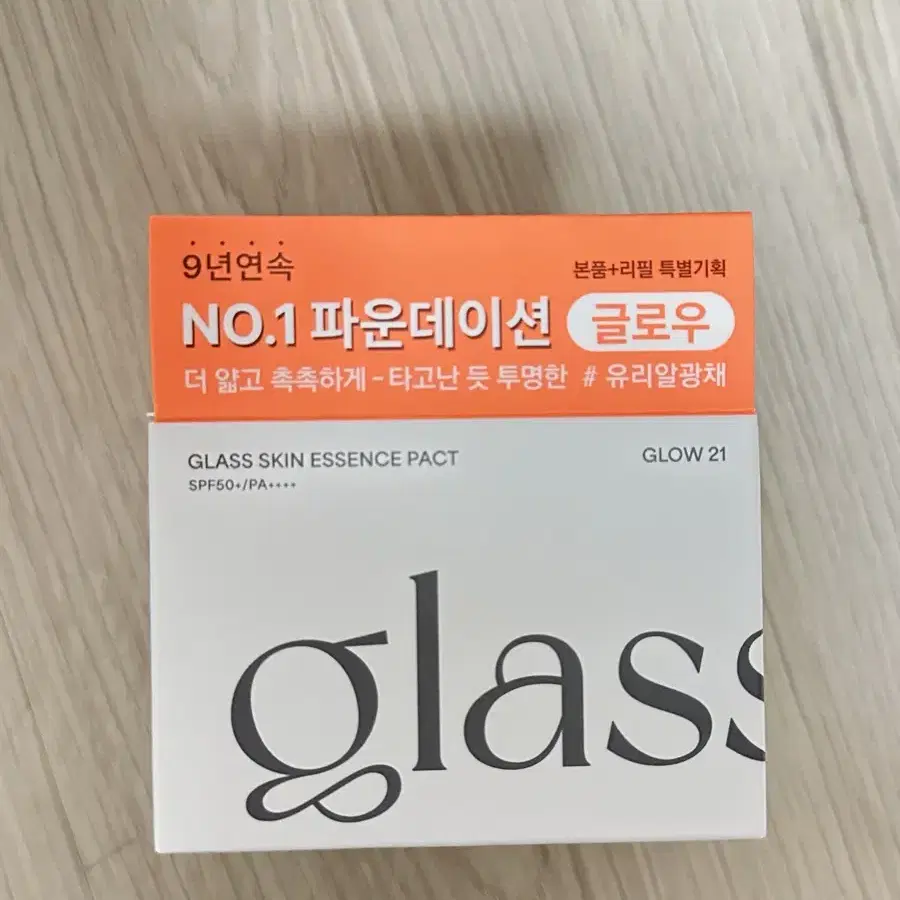 9년연속
본품+리필 특별기획
NO.1 파운데이션 글로우
더 얇고 촉촉하게 - 타고난 듯 투명한 # 유리알광채
GLASS SKIN ESSENCE PACT
GLOW 21
SPF50+/PA++++
glass